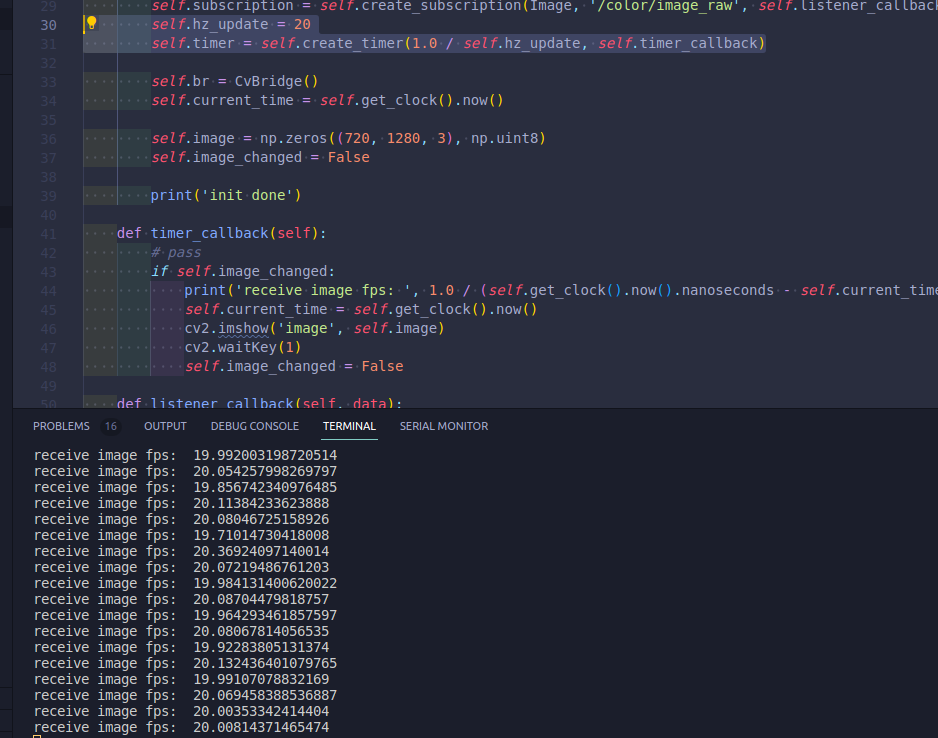 29 self.subscription = self.create_subscription(Image, '/color/image_raw', self.listener_callback
30 self.hz_update = 20
31 self.timer = self.create_timer(1.0 / self.hz_update, self.timer_callback)
32
33 self.br = CvBridge()
34 self.current_time = self.get_clock().now()
35
36 self.image = np.zeros((720, 1280, 3), np.uint8)
37 self.image_changed = False
38
39 print('init done')
40
41 def timer_callback(self):
42 # pass
43 if self.image_changed:
44 print('receive image fps: ', 1.0 / (self.get_clock().now().nanoseconds - self.current_time
45 self.current_time = self.get_clock().now()
46 cv2.imshow('image', self.image)
47 cv2.waitKey(1)
48 self.image_changed = False
49
50 def listener_callback(self, data):
PROBLEMS 16 OUTPUT DEBUG CONSOLE TERMINAL SERIAL MONITOR
receive image fps: 19.992003198720514
receive image fps: 20.054257998269797
receive image fps: 19.856742340976485
receive image fps: 20.11384233623888
receive image fps: 20.08046725158926
receive image fps: 19.71014730418008
receive image fps: 20.36924097140014
receive image fps: 20.07219486761203
receive image fps: 19.984131400620022
receive image fps: 20.08704479818757
receive image fps: 19.964293461857597
receive image fps: 20.08067814056535
receive image fps: 19.92283805131374
receive image fps: 20.132436401079765
receive image fps: 19.99107078832169
receive image fps: 20.069458388536887
receive image fps: 20.00353342414404
receive image fps: 20.00814371465474